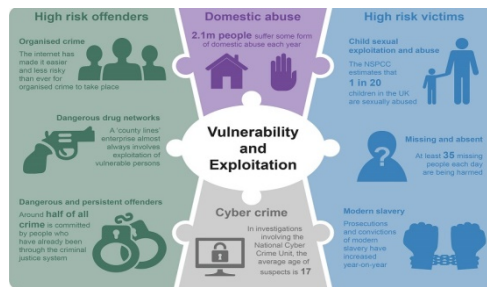 High risk offenders
Organised crime
The internet has
made it easier
and less risky
than ever for
organised crime to take
place
Dangerous drug networks
A 'county lines'
enterprise almost
always involves
exploitation of
vulnerable persons
Dangerous and persistent offenders
Around half of all
crime is committed
by people who
have already been
through the criminal
justice system
Domestic abuse
2.1m people suffer some form
of domestic abuse each year
Vulnerability
and
Exploitation
Cyber crime
In investigations
involving the
National Cyber
Crime Unit, the
average age of
suspects is 17
High risk victims
Child sexual
exploitation and abuse
The NSPCC
estimates that
1 in 20
children in the UK
are sexually abused
Missing and absent
?
At least 35 missing
people each day
are being harmed
Modern slavery
Prosecutions
and convictions
of modern
slavery have
increased
year-on-year